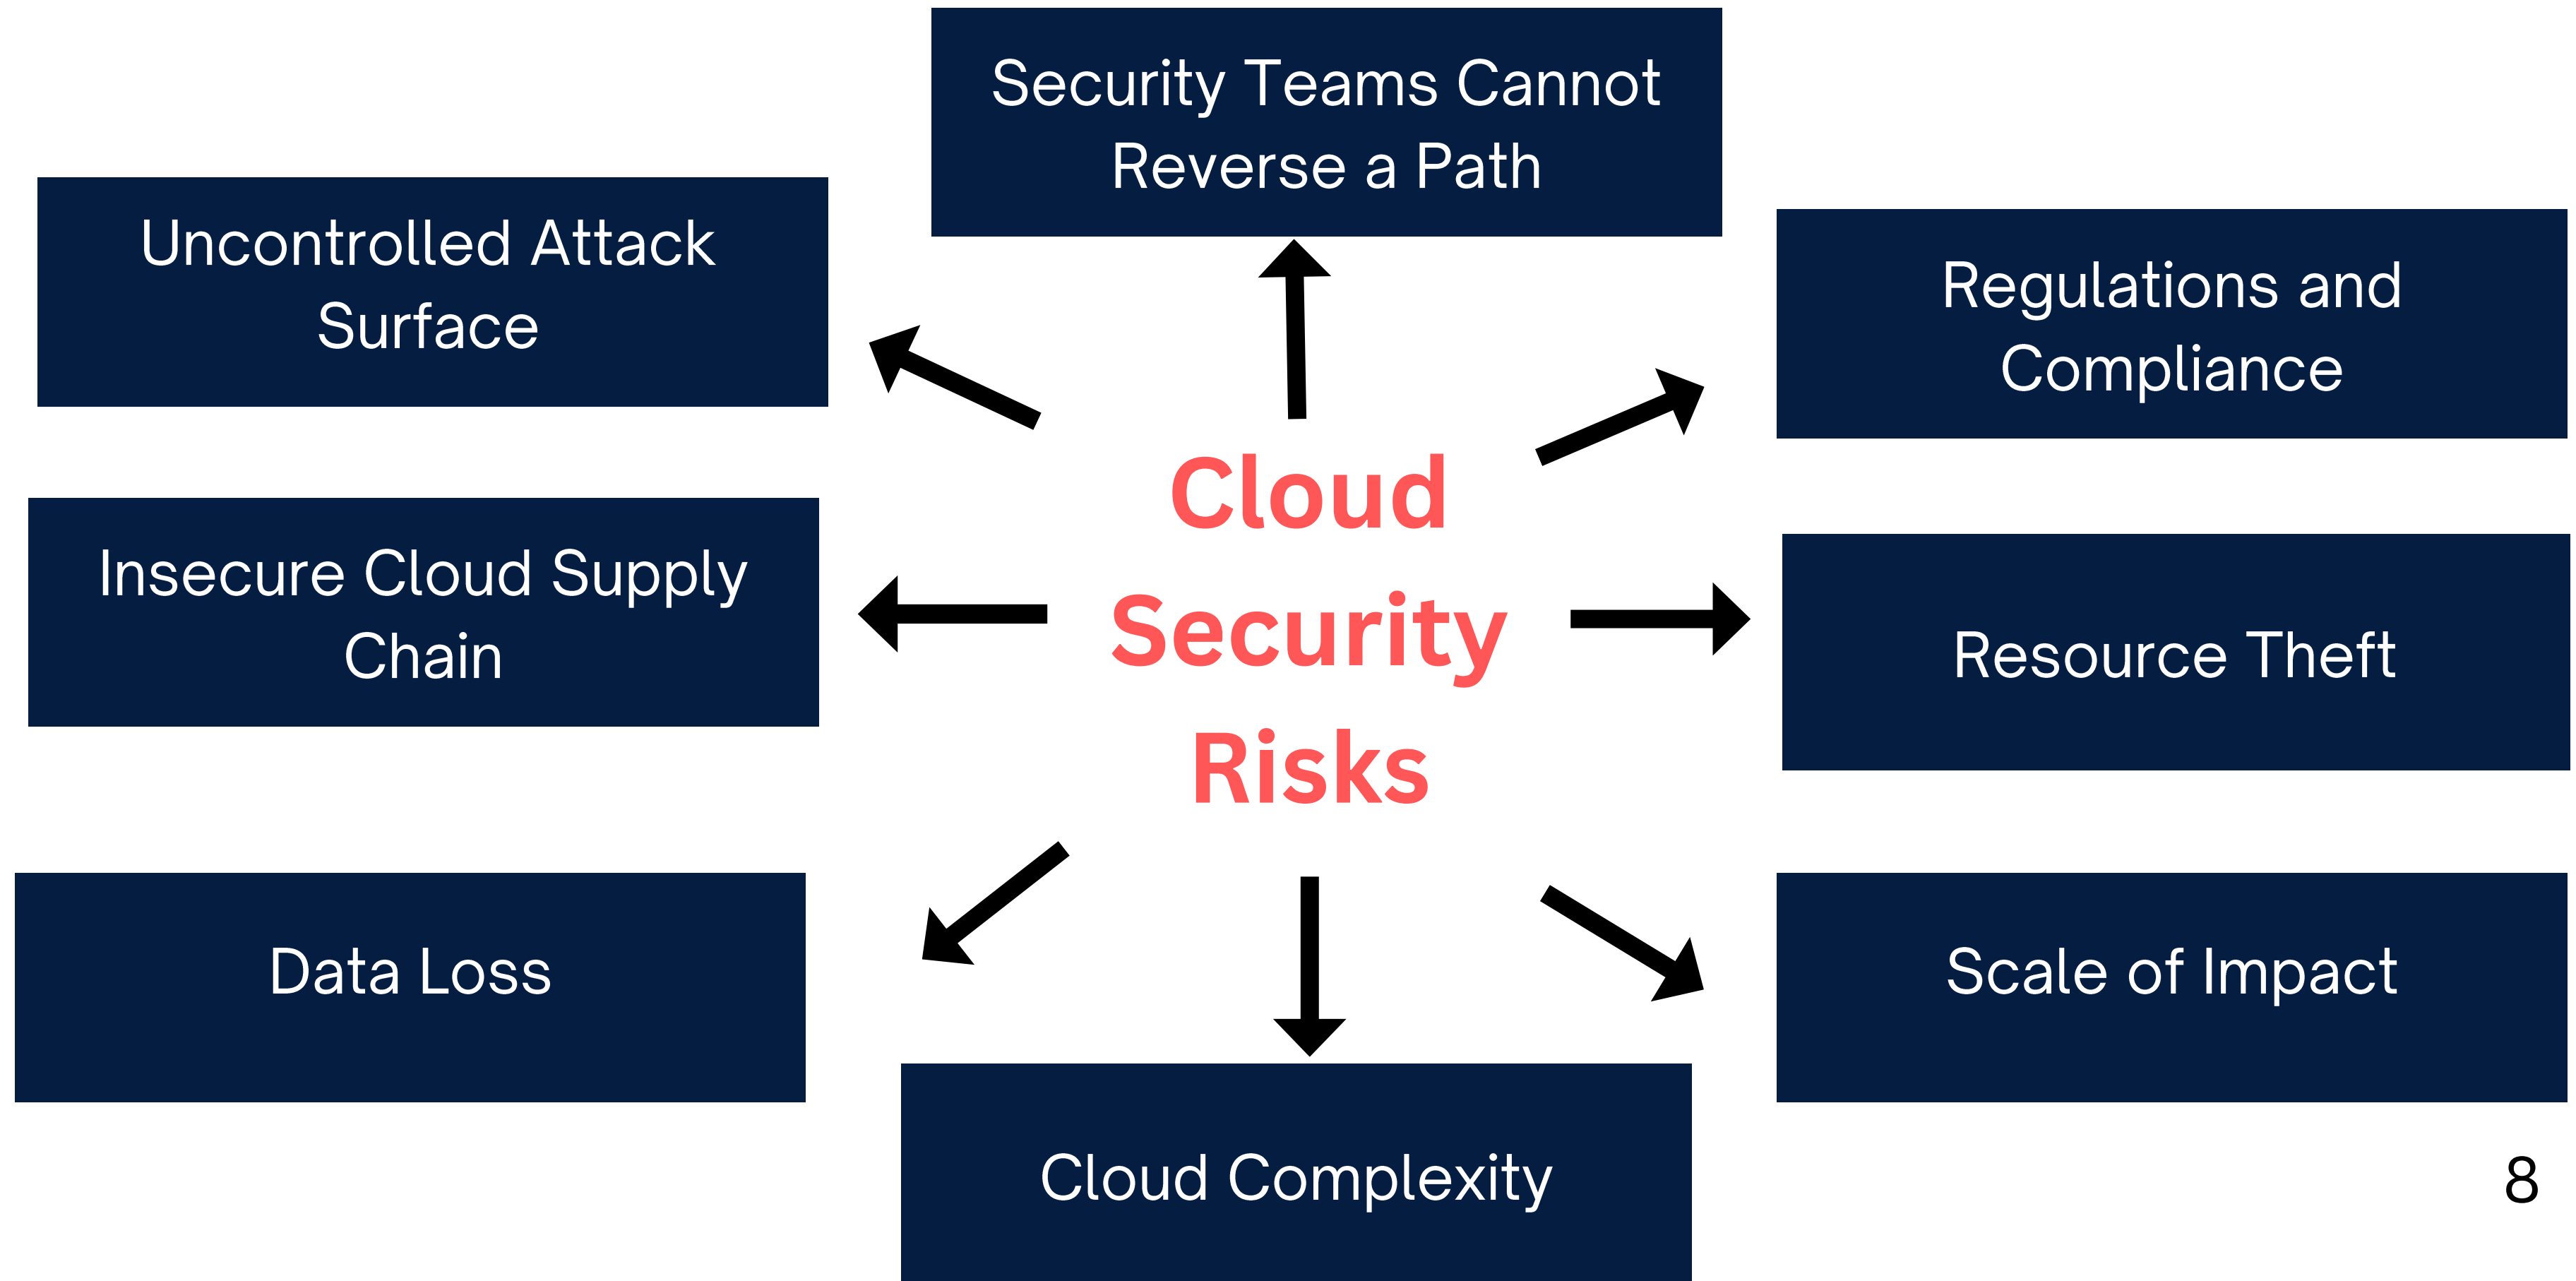 Security Teams Cannot
Reverse a Path
Uncontrolled Attack
Surface
Regulations and
Compliance
Cloud
Security
Risks
Insecure Cloud Supply
Chain
Resource Theft
Data Loss
Scale of Impact
Cloud Complexity
8